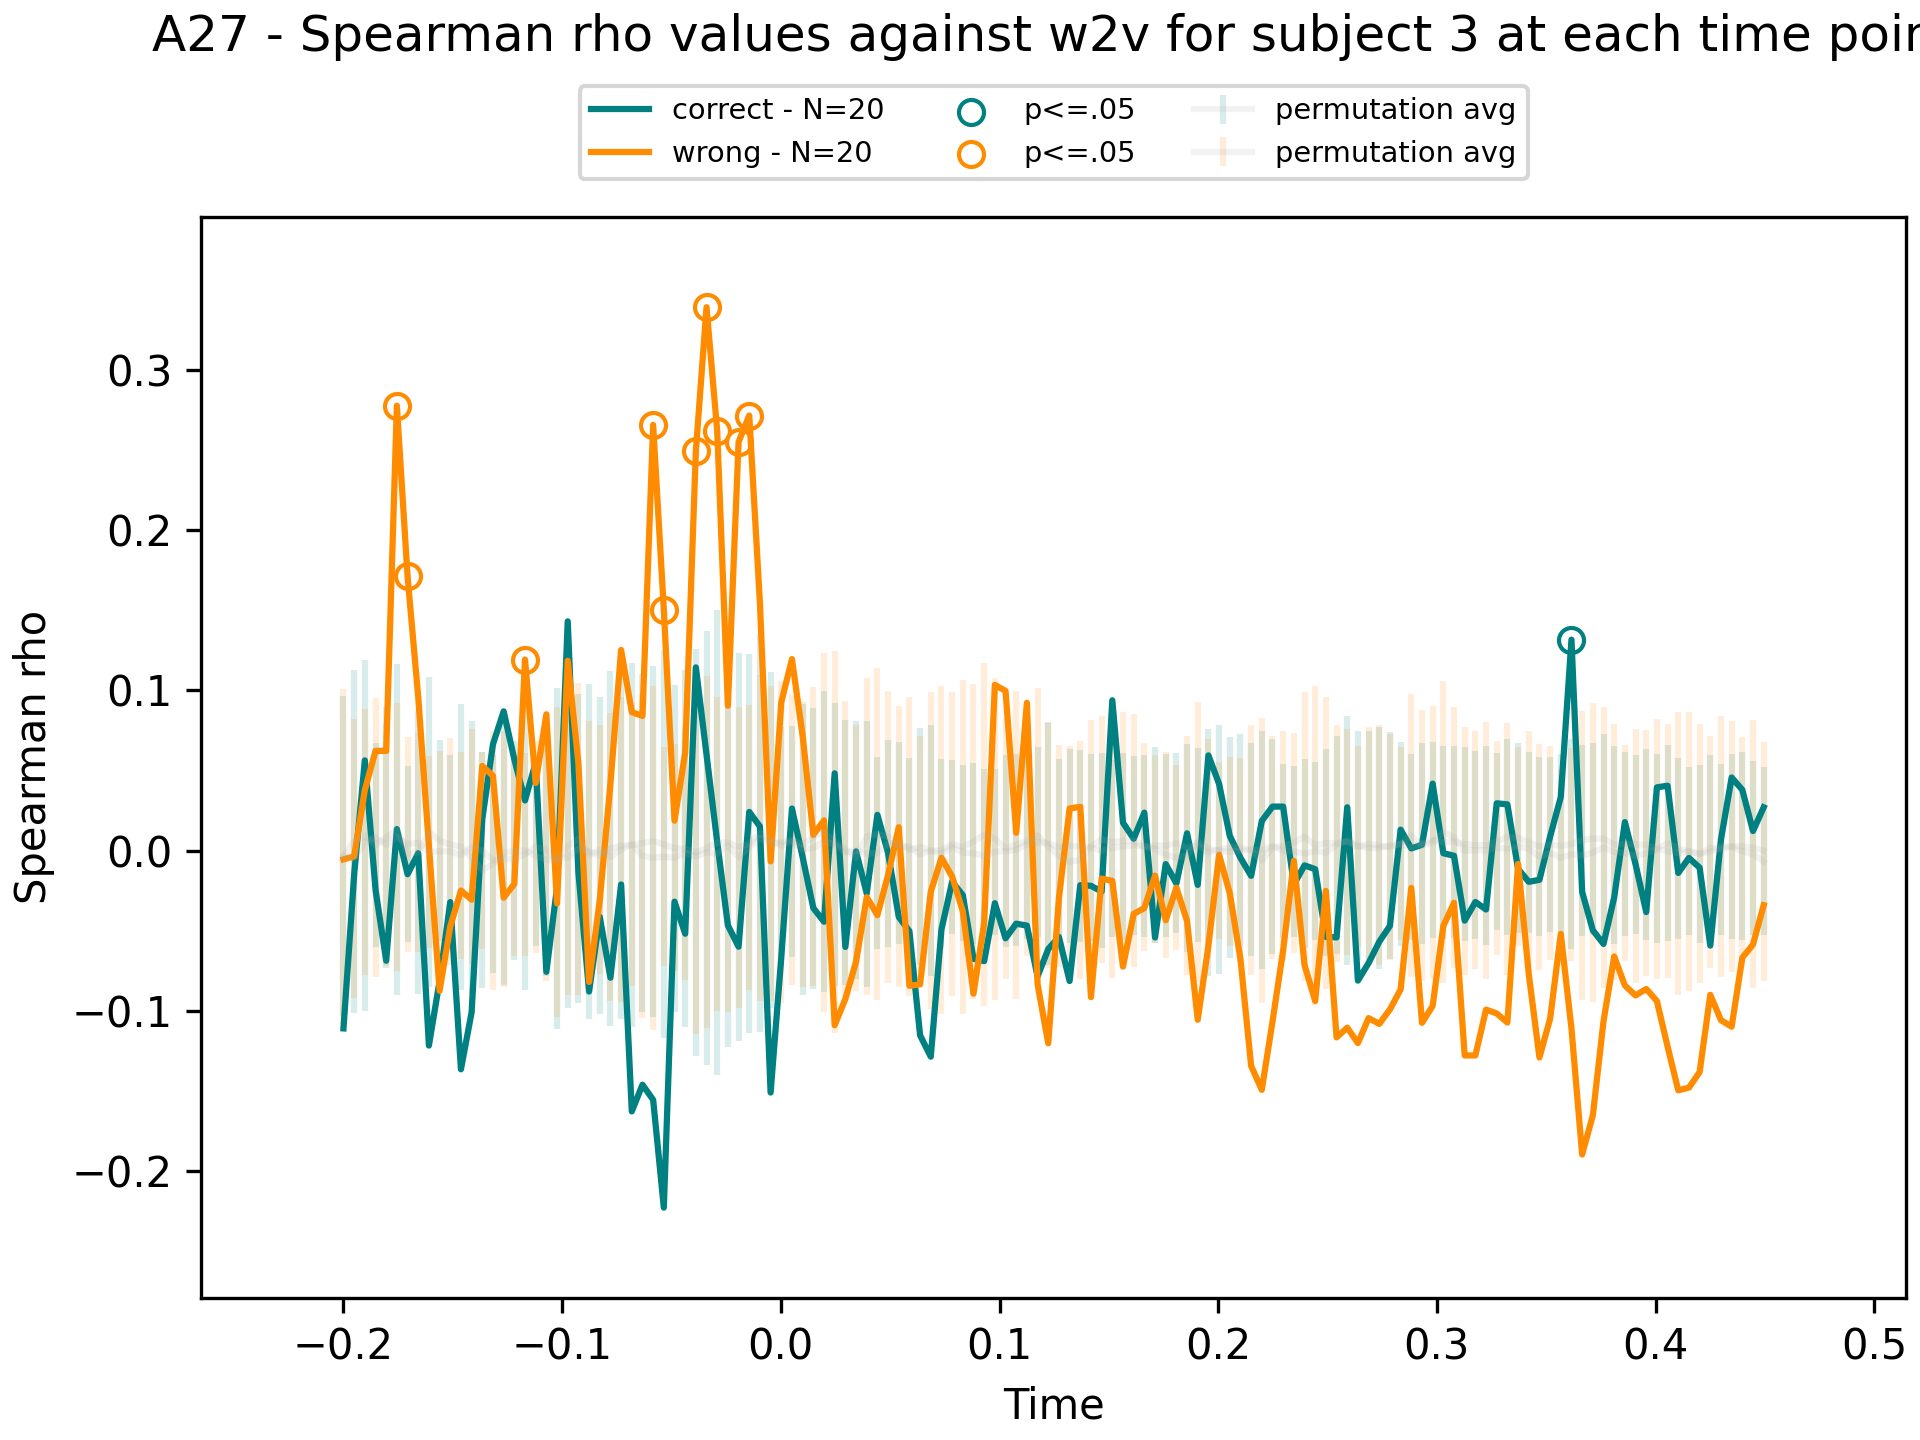 A27 - Spearman rho values against w2v for subject 3 at each time poin
correct - N=20 p<=.05 permutation avg
wrong - N=20 p<=.05 permutation avg
Spearman rho
0.3
0.2
0.1
0.0
−0.1
−0.2
−0.2 −0.1 0.0 0.1 0.2 0.3 0.4 0.5
Time